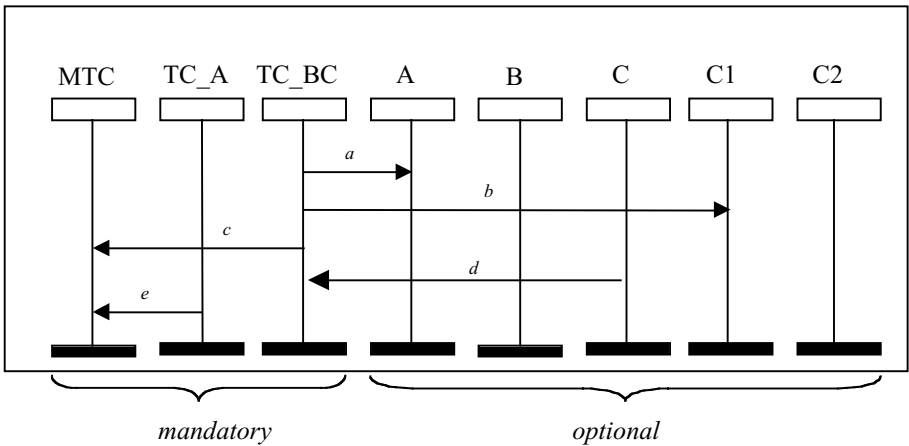 MTC TC_A TC_BC A B C C1 C2
a
b
c
d
e
mandatory optional